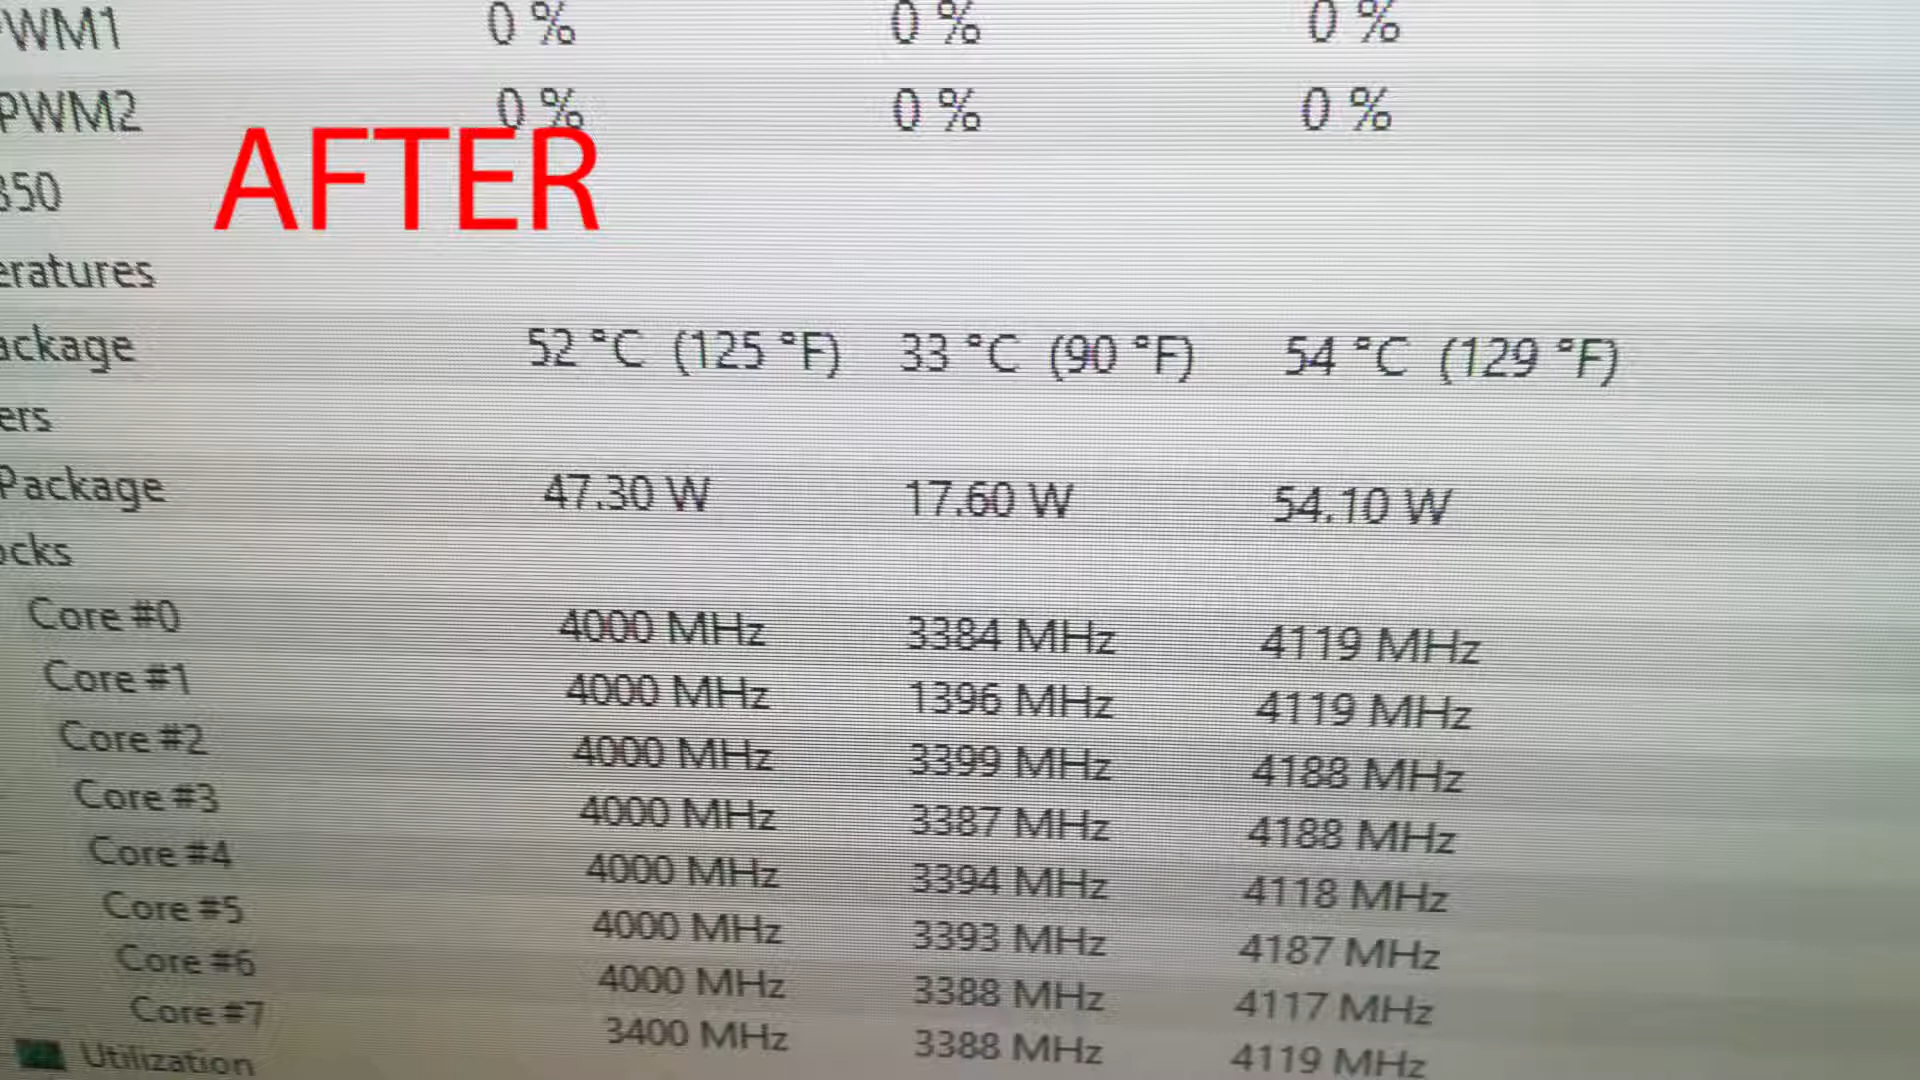 PWM1 0 % 0 % 0 %
PWM2 0 % 0 % 0 %
AFTER
350
eratures
ackage 52 °C (125 °F) 33 °C (90 °F) 54 °C (129 °F)
ers
Package 47.30 W 17.60 W 54.10 W
ocks
Core #0 4000 MHz 3384 MHz 4119 MHz
Core #1 4000 MHz 1396 MHz 4119 MHz
Core #2 4000 MHz 3399 MHz 4188 MHz
Core #3 4000 MHz 3387 MHz 4188 MHz
Core #4 4000 MHz 3394 MHz 4118 MHz
Core #5 4000 MHz 3393 MHz 4187 MHz
Core #6 4000 MHz 3388 MHz 4117 MHz
Core #7 3400 MHz 3388 MHz 4119 MHz
Utilization